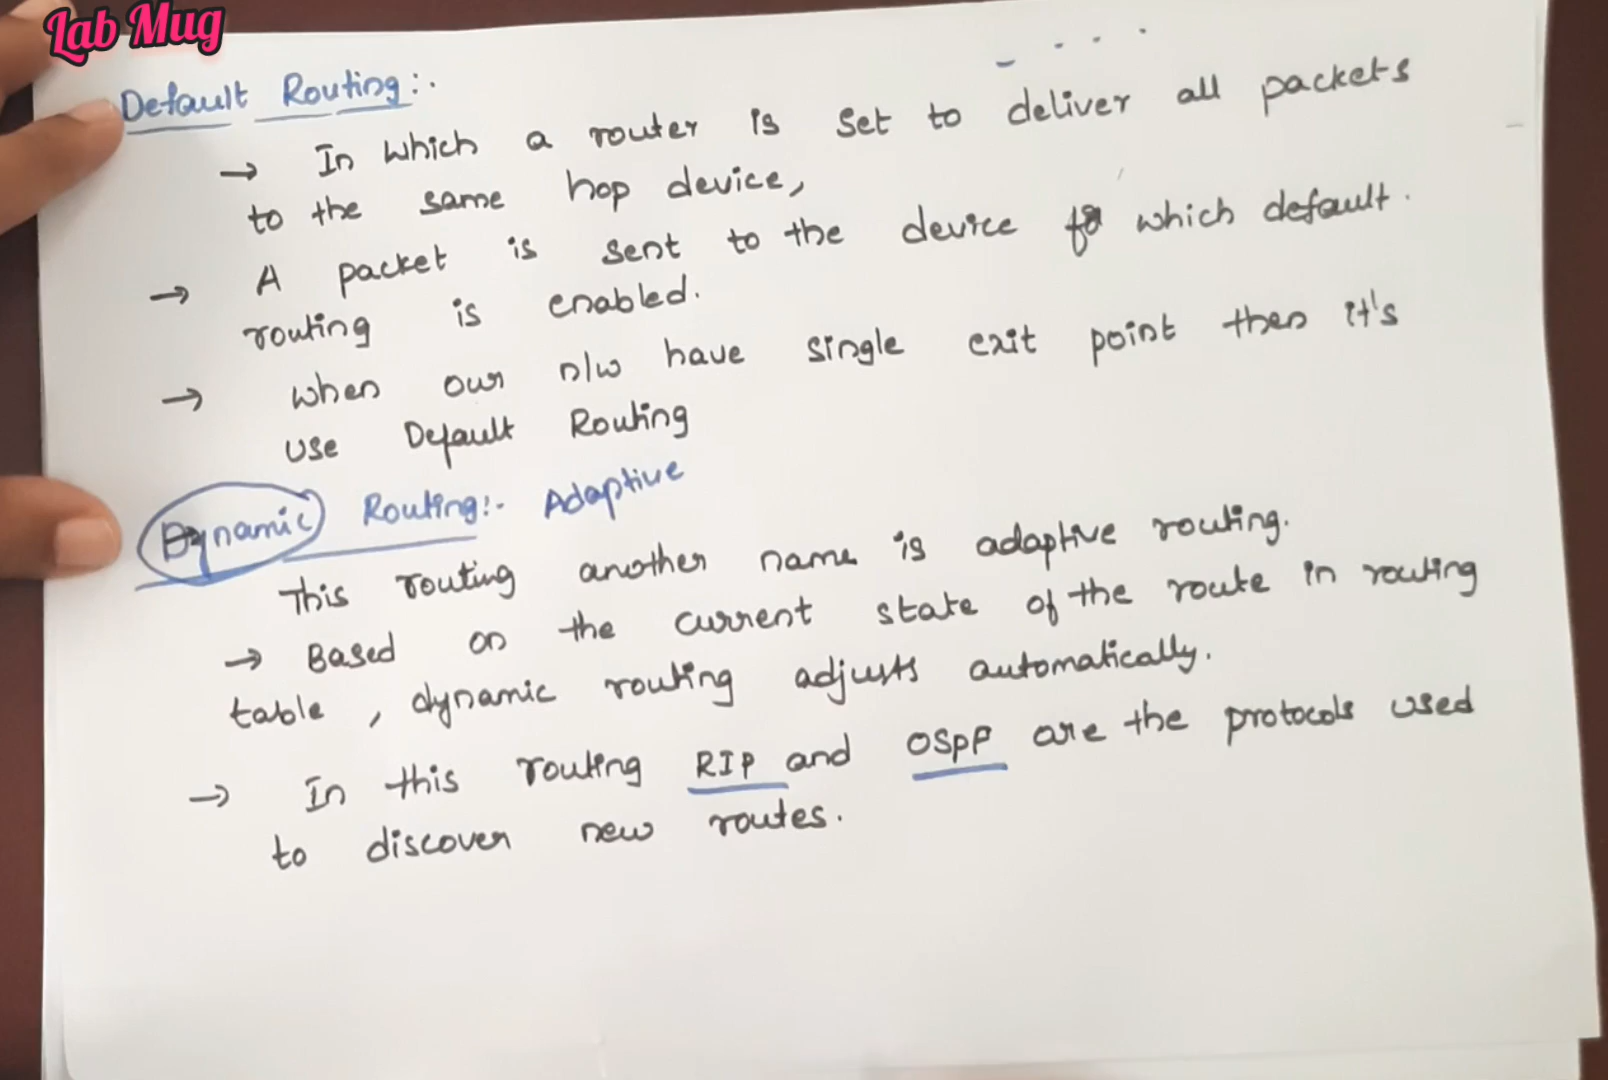 Lab Mug
Default Routing:-
→ In which a router is set to deliver all packets
to the same hop device,
→ A packet is sent to the device for which default.
routing is enabled.
→ when our n/w have single exit point then it's
use Default Routing
Dynamic Routing:- Adaptive
This routing another name is adaptive routing.
→ Based on the current state of the route in routing
table, dynamic routing adjusts automatically.
→ In this routing RIP and OSPF are the protocols used
to discover new routes.